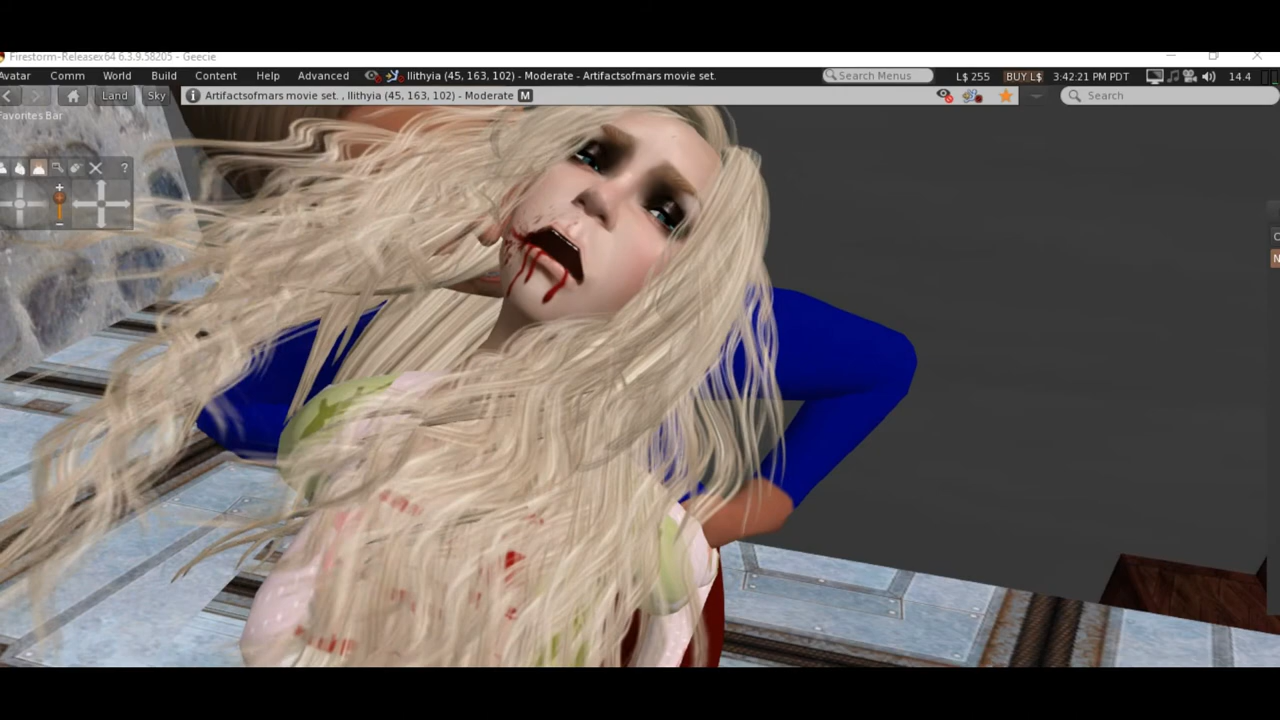 Firestorm-Releasex64 6.3.9.58205 - Geecie
Avatar Comm World Build Content Help Advanced Ilithyia (45, 163, 102) - Moderate - Artifactsofmars movie set. Search Menus L$ 255 BUY L$ 3:42:21 PM PDT 14.4
Land Sky Artifactsofmars movie set. , Ilithyia (45, 163, 102) - Moderate M Search
Favorites Bar
?